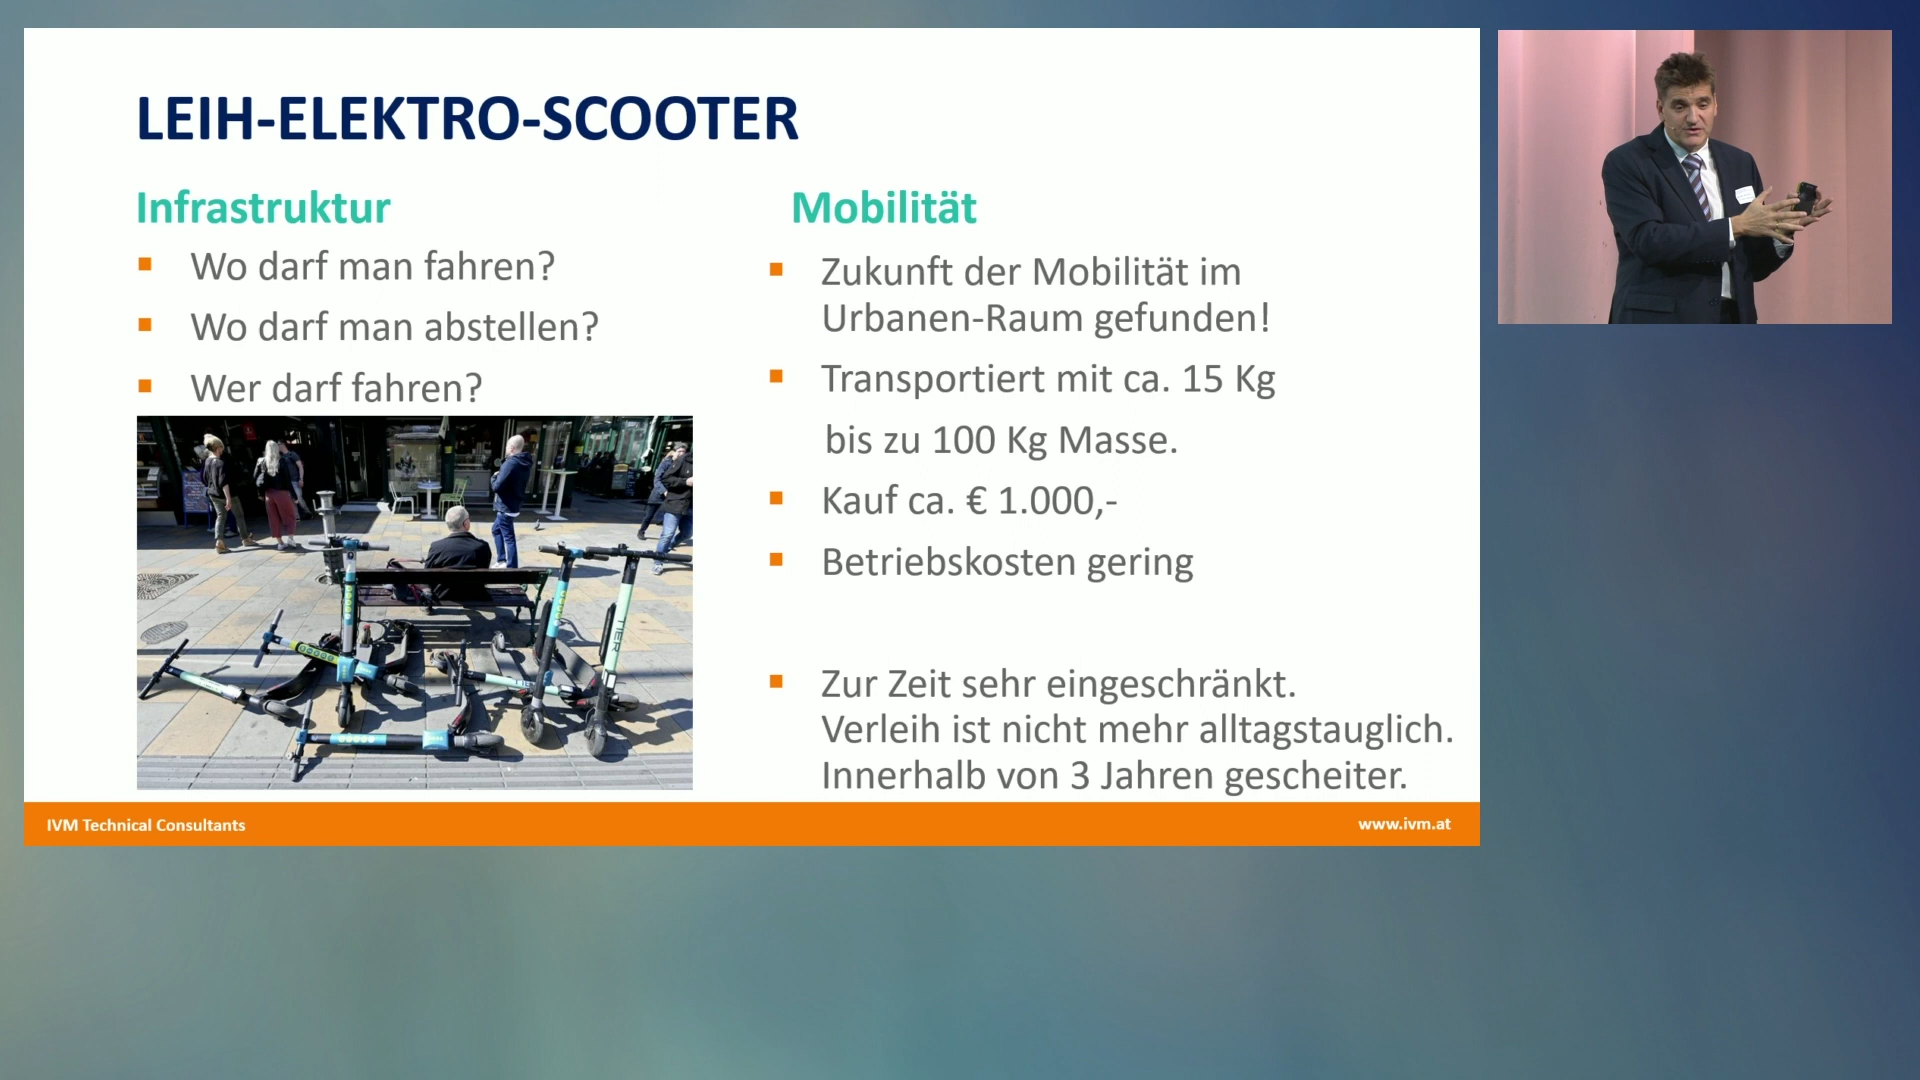 LEIH-ELEKTRO-SCOOTER
Infrastruktur
Wo darf man fahren?
Wo darf man abstellen?
Wer darf fahren?
TIER
Mobilität
Zukunft der Mobilität im
Urbanen-Raum gefunden!
Transportiert mit ca. 15 Kg
bis zu 100 Kg Masse.
Kauf ca. € 1.000,-
Betriebskosten gering
Zur Zeit sehr eingeschränkt.
Verleih ist nicht mehr alltagstauglich.
Innerhalb von 3 Jahren gescheiter.
IVM Technical Consultants
www.ivm.at